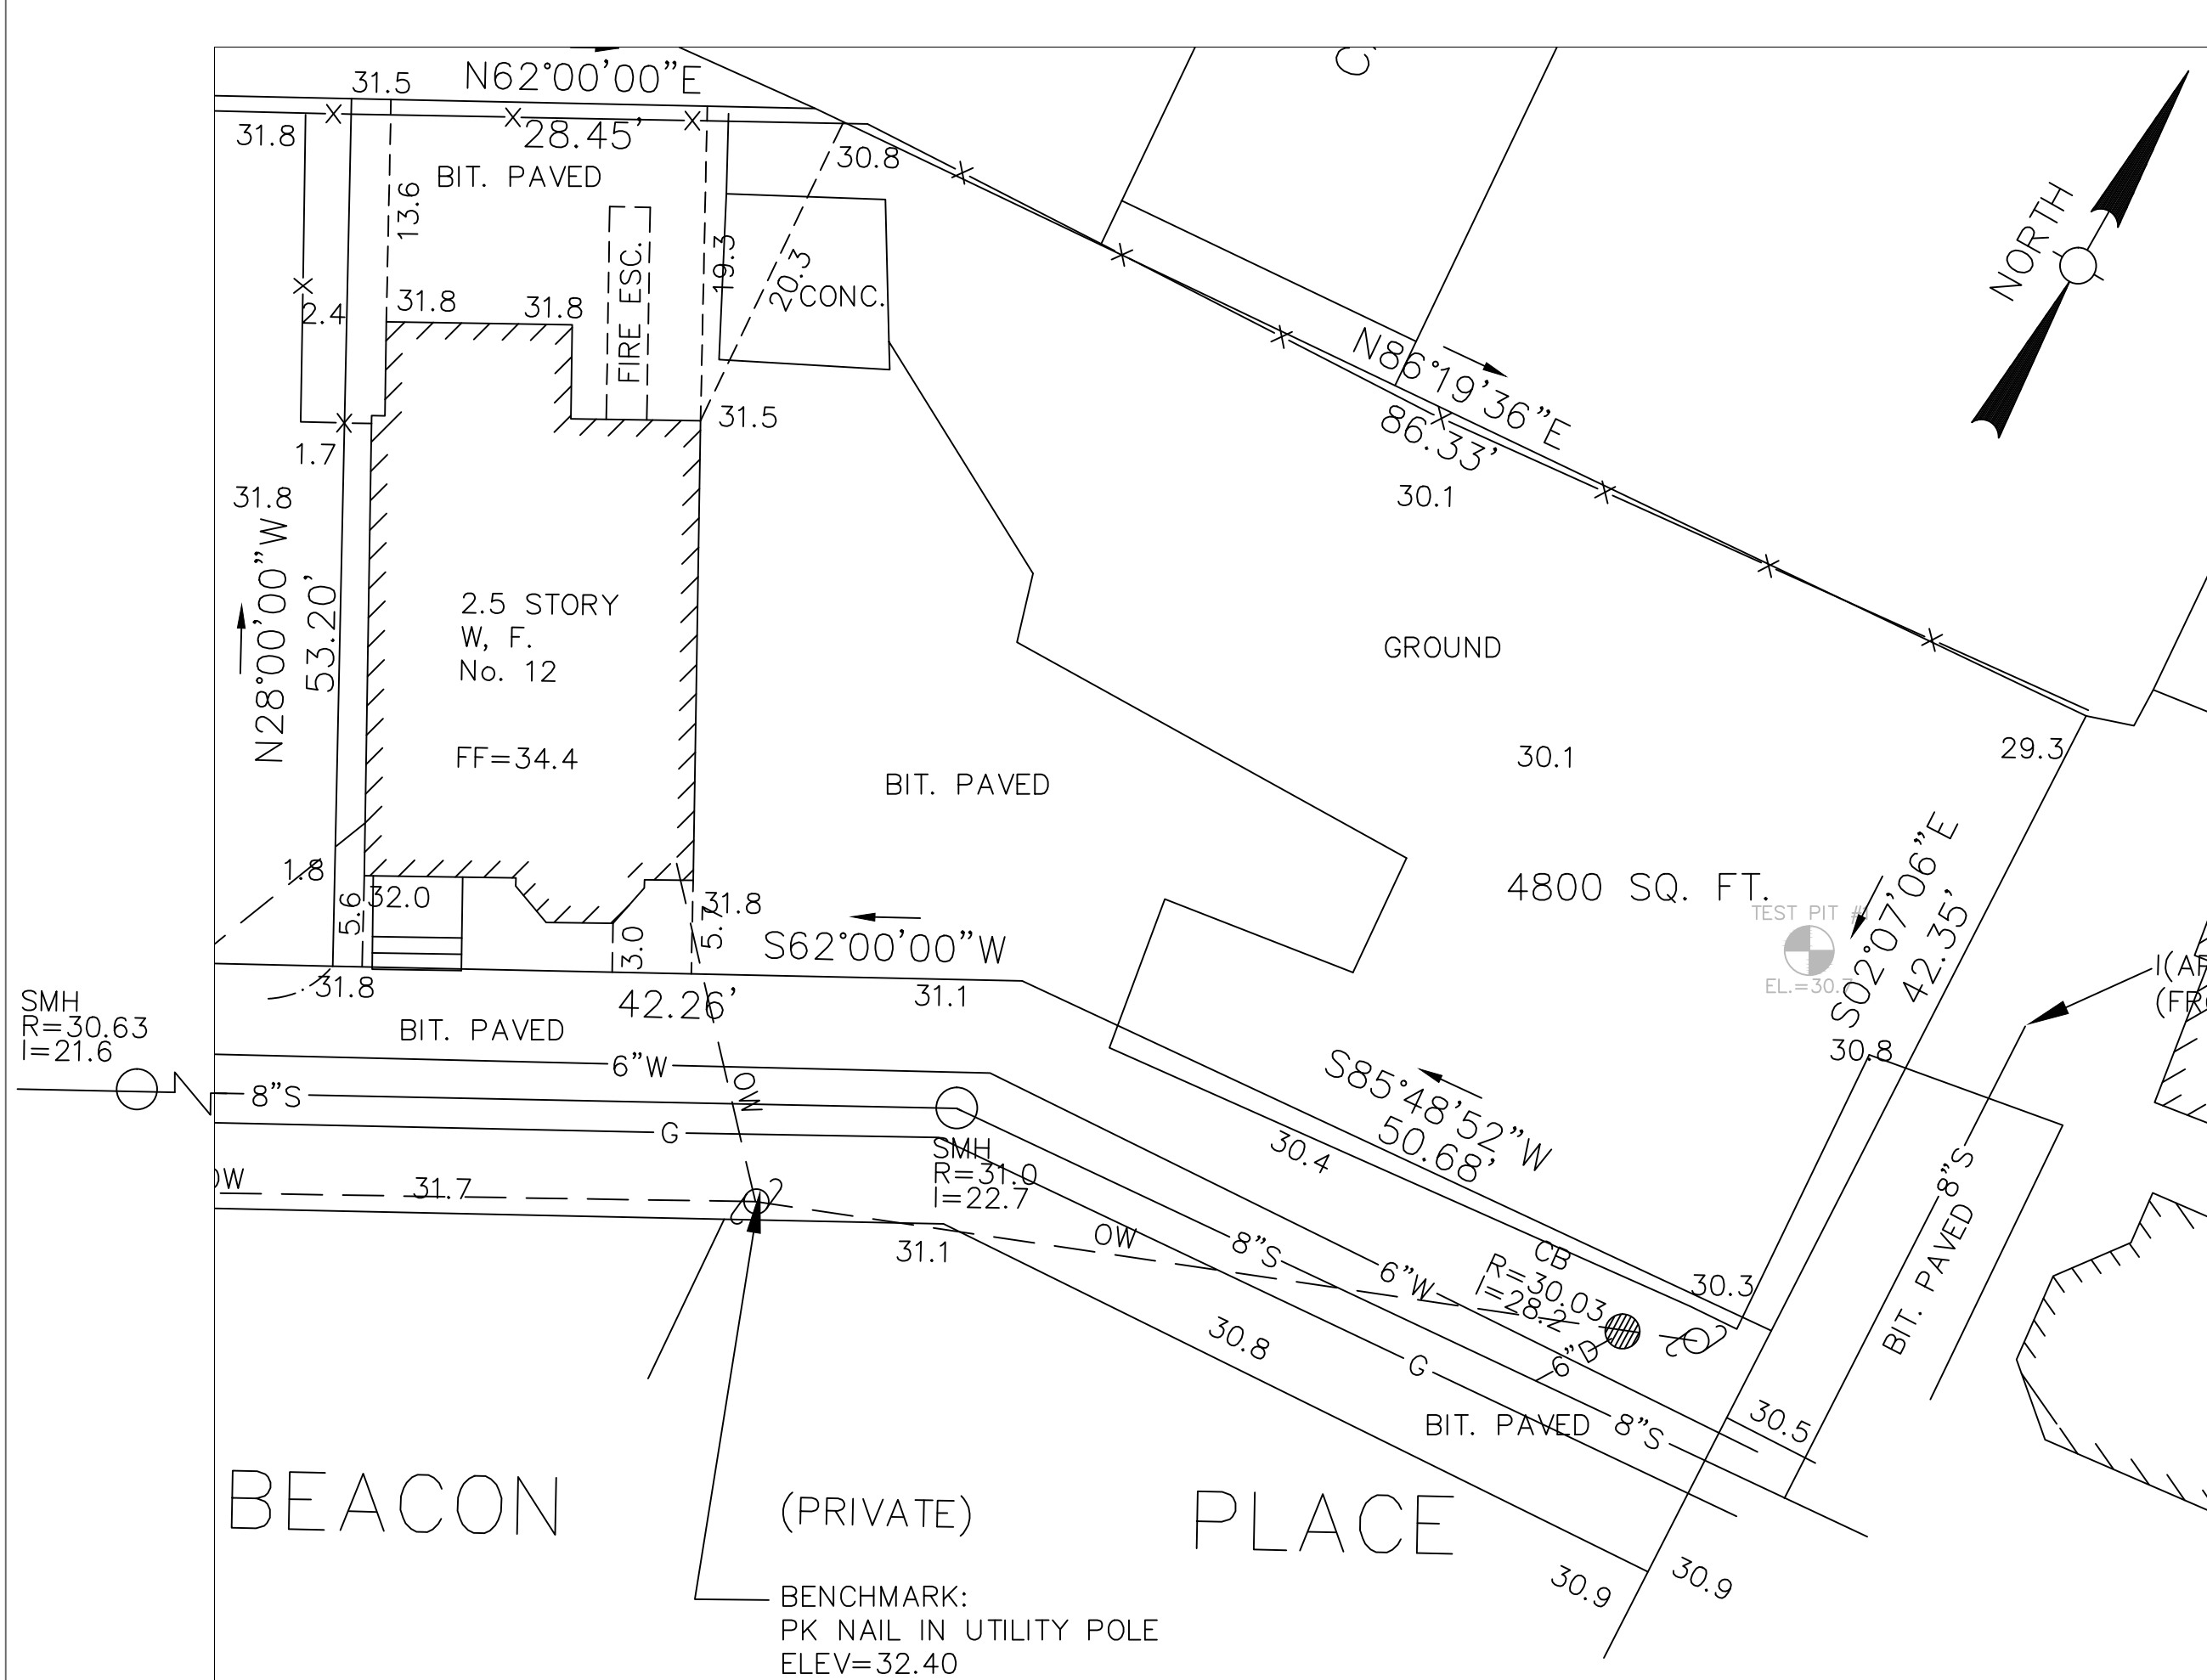 N62°00'00"E
31.5
28.45'
31.8
BIT. PAVED
30.8
13.6
FIRE ESC.
19.3
20.3
CONC.
NORTH
2.4
31.8
31.8
31.5
N86°19'36"E
86.33'
1.7
30.1
31.8
N28°00'00"W
53.20'
2.5 STORY
W, F.
No. 12
FF=34.4
GROUND
BIT. PAVED
30.1
29.3
4800 SQ. FT.
TEST PIT #
S02°07'06"E
42.35'
1.8
32.0
5.6
31.8
5.7
3.0
S62°00'00"W
31.8
42.26'
31.1
BIT. PAVED
SMH
R=30.63
I=21.6
6"W
8"S
OW
G
SMH
R=31.0
I=22.7
S85°48'52"W
50.68'
30.4
30.8
31.7
31.1
OW
8"S
6"W
CB
R=30.03
I=28.2
30.3
6"D
30.8
G
BIT. PAVED
8"S
30.5
8"S
BIT. PAVED
BEACON
(PRIVATE)
PLACE
30.9
30.9
BENCHMARK:
PK NAIL IN UTILITY POLE
ELEV=32.40